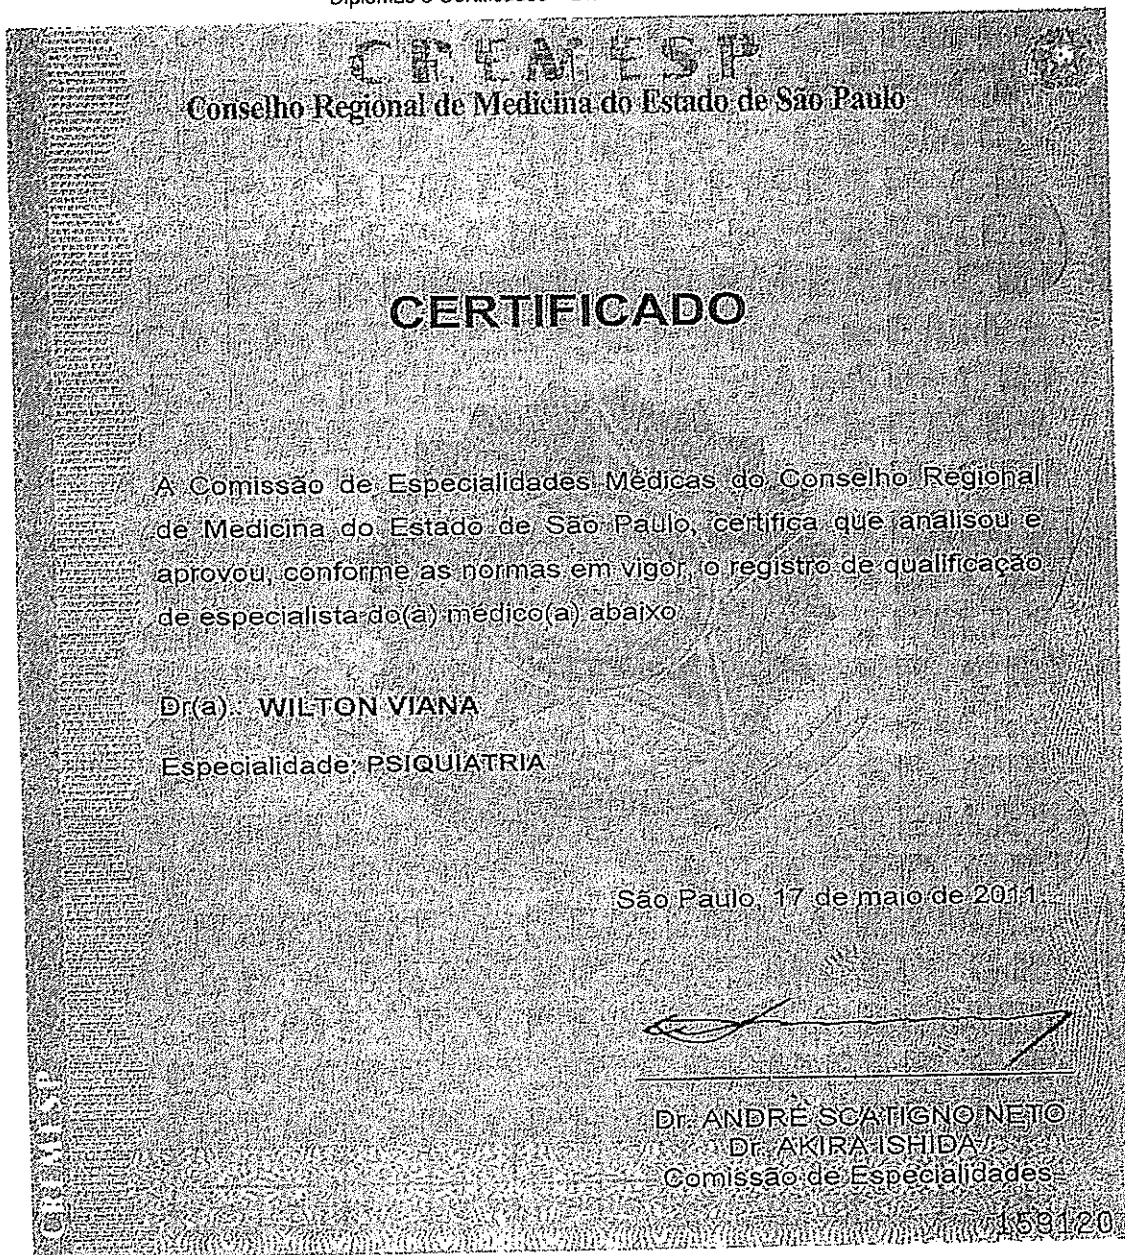 Diplomas e Certificados
CREMESP
Conselho Regional de Medicina do Estado de São Paulo
CERTIFICADO
A Comissão de Especialidades Médicas do Conselho Regional
de Medicina do Estado de São Paulo, certifica que analisou e
aprovou, conforme as normas em vigor, o registro de qualificação
de especialista do(a) médico(a) abaixo
Dr(a).: WILTON VIANA
Especialidade: PSIQUIATRIA
São Paulo, 17 de maio de 2011.
Dr. ANDRÉ SCATIGNO NETO
Dr. AKIRA ISHIDA
Comissão de Especialidades
CREMESP
159120